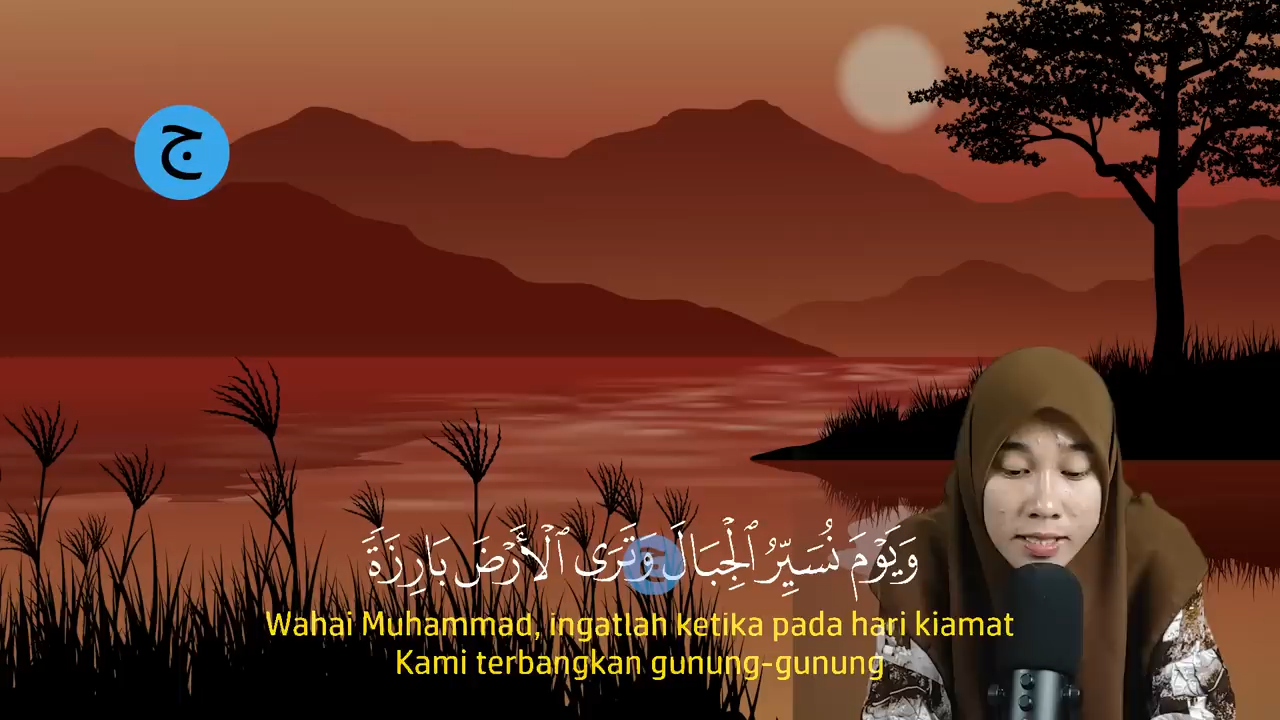 ج
وَيَوْمَ نُسَيِّرُ ٱلْجِبَالَ وَتَرَى ٱلْأَرْضَ بَارِزَةً
Wahai Muhammad, ingatlah ketika pada hari kiamat
Kami terbangkan gunung-gunung